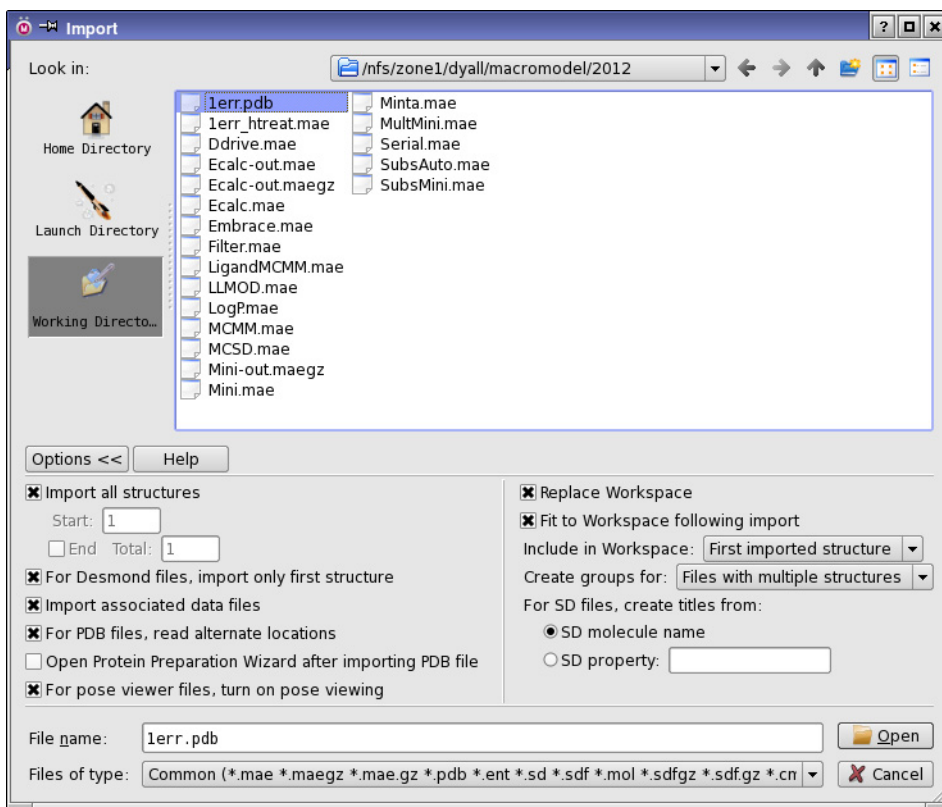 Import
Look in: /nfs/zone1/dyall/macromodel/2012
Home Directory
Launch Directory
Working Directo...
1err.pdb
1err_htreat.mae
Ddrive.mae
Ecalc-out.mae
Ecalc-out.maegz
Ecalc.mae
Embrace.mae
Filter.mae
LigandMCMM.mae
LLMOD.mae
LogP.mae
MCMM.mae
MCSD.mae
Mini-out.maegz
Mini.mae
Minta.mae
MultMini.mae
Serial.mae
SubsAuto.mae
SubsMini.mae
Options << Help
Import all structures
Start: 1
End Total: 1
For Desmond files, import only first structure
Import associated data files
For PDB files, read alternate locations
Open Protein Preparation Wizard after importing PDB file
For pose viewer files, turn on pose viewing
Replace Workspace
Fit to Workspace following import
Include in Workspace: First imported structure
Create groups for: Files with multiple structures
For SD files, create titles from:
SD molecule name
SD property:
File name: 1err.pdb Open
Files of type: Common (*.mae *.maegz *.mae.gz *.pdb *.ent *.sd *.sdf *.mol *.sdfgz *.sdf.gz *.cm Cancel